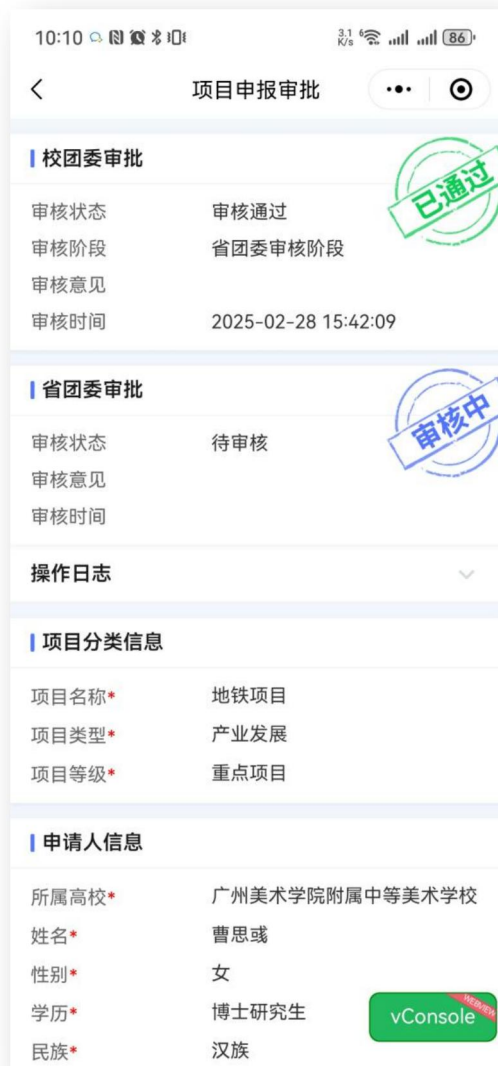 10:10 3.1 K/s 6 86
项目申报审批
校团委审批
已通过
审核状态 审核通过
审核阶段 省团委审核阶段
审核意见
审核时间 2025-02-28 15:42:09
省团委审批
审核中
审核状态 待审核
审核意见
审核时间
操作日志
项目分类信息
项目名称* 地铁项目
项目类型* 产业发展
项目等级* 重点项目
申请人信息
所属高校* 广州美术学院附属中等美术学校
姓名* 曹思彧
性别* 女
学历* 博士研究生
vConsole
WEBVIEW
民族* 汉族